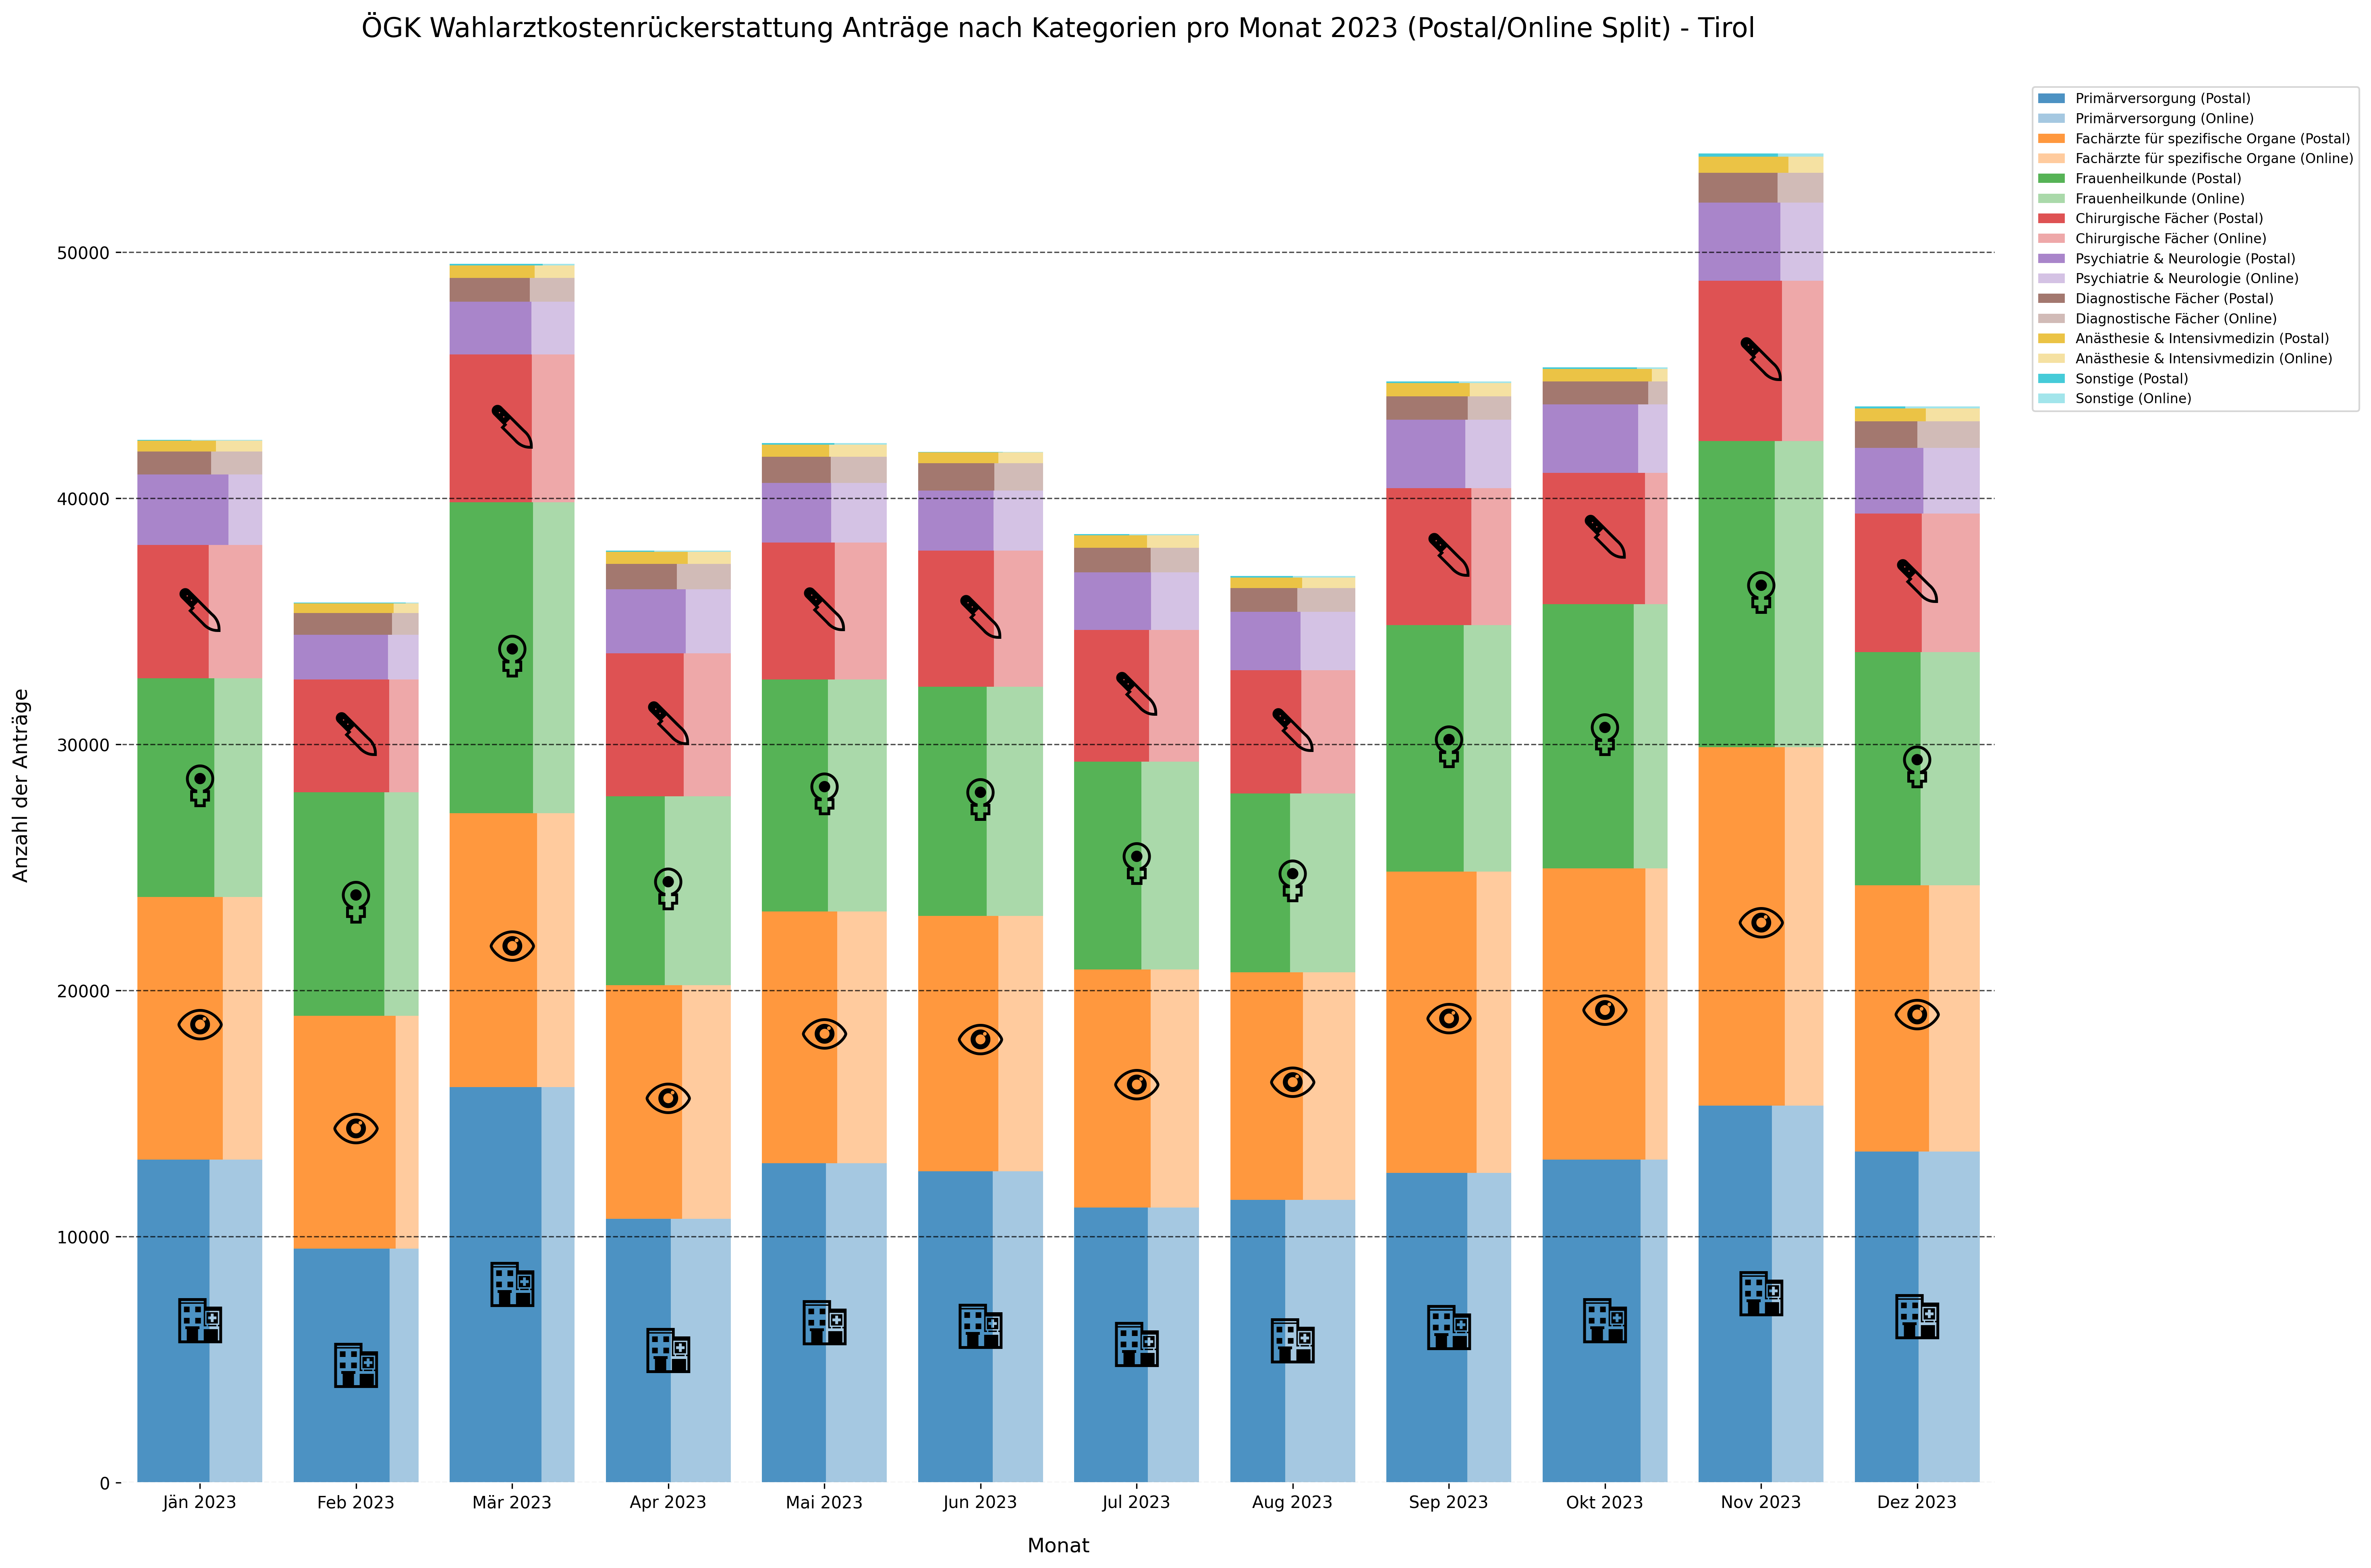 ÖGK Wahlarztkostenrückerstattung Anträge nach Kategorien pro Monat 2023 (Postal/Online Split) - Tirol
Primärversorgung (Postal)
Primärversorgung (Online)
Fachärzte für spezifische Organe (Postal)
Fachärzte für spezifische Organe (Online)
Frauenheilkunde (Postal)
Frauenheilkunde (Online)
Chirurgische Fächer (Postal)
Chirurgische Fächer (Online)
Psychiatrie & Neurologie (Postal)
Psychiatrie & Neurologie (Online)
Diagnostische Fächer (Postal)
Diagnostische Fächer (Online)
Anästhesie & Intensivmedizin (Postal)
Anästhesie & Intensivmedizin (Online)
Sonstige (Postal)
Sonstige (Online)
Anzahl der Anträge
50000
40000
30000
20000
10000
0
Jän 2023 Feb 2023 Mär 2023 Apr 2023 Mai 2023 Jun 2023 Jul 2023 Aug 2023 Sep 2023 Okt 2023 Nov 2023 Dez 2023
Monat